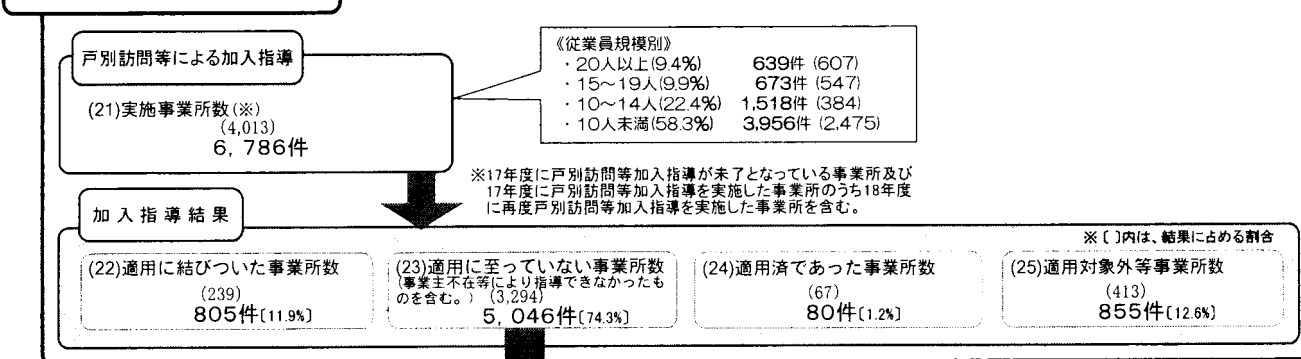 戸別訪問等による加入指導
(21)実施事業所数(※)
(4,013)
6,786件
《従業員規模別》
・20人以上(9.4%) 639件 (607)
・15～19人(9.9%) 673件 (547)
・10～14人(22.4%) 1,518件 (384)
・10人未満(58.3%) 3,956件 (2,475)
※17年度に戸別訪問等加入指導が未了となっている事業所及び
17年度に戸別訪問等加入指導を実施した事業所のうち18年度
に再度戸別訪問等加入指導を実施した事業所を含む。
加入指導結果
※〔 〕内は、結果に占める割合
(22)適用に結びついた事業所数
(239)
805件〔11.9%〕
(23)適用に至っていない事業所数
(事業主不在等により指導できなかったも
のを含む。) (3,294)
5,046件〔74.3%〕
(24)適用済であった事業所数
(67)
80件〔1.2%〕
(25)適用対象外等事業所数
(413)
855件〔12.6%〕